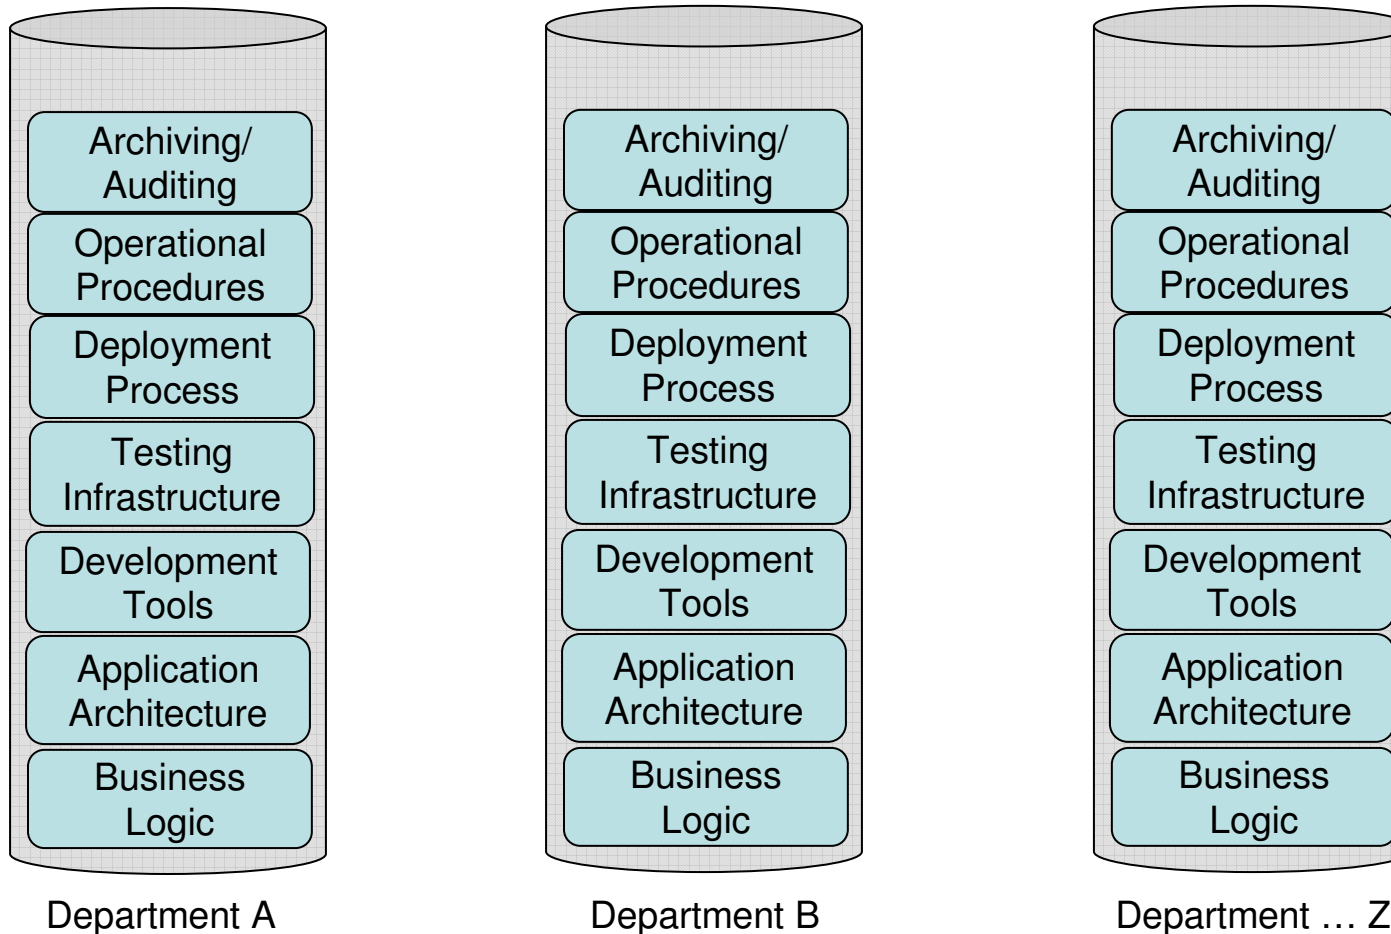 Archiving/
Auditing
Operational
Procedures
Deployment
Process
Testing
Infrastructure
Development
Tools
Application
Architecture
Business
Logic
Department A
Archiving/
Auditing
Operational
Procedures
Deployment
Process
Testing
Infrastructure
Development
Tools
Application
Architecture
Business
Logic
Department B
Archiving/
Auditing
Operational
Procedures
Deployment
Process
Testing
Infrastructure
Development
Tools
Application
Architecture
Business
Logic
Department … Z